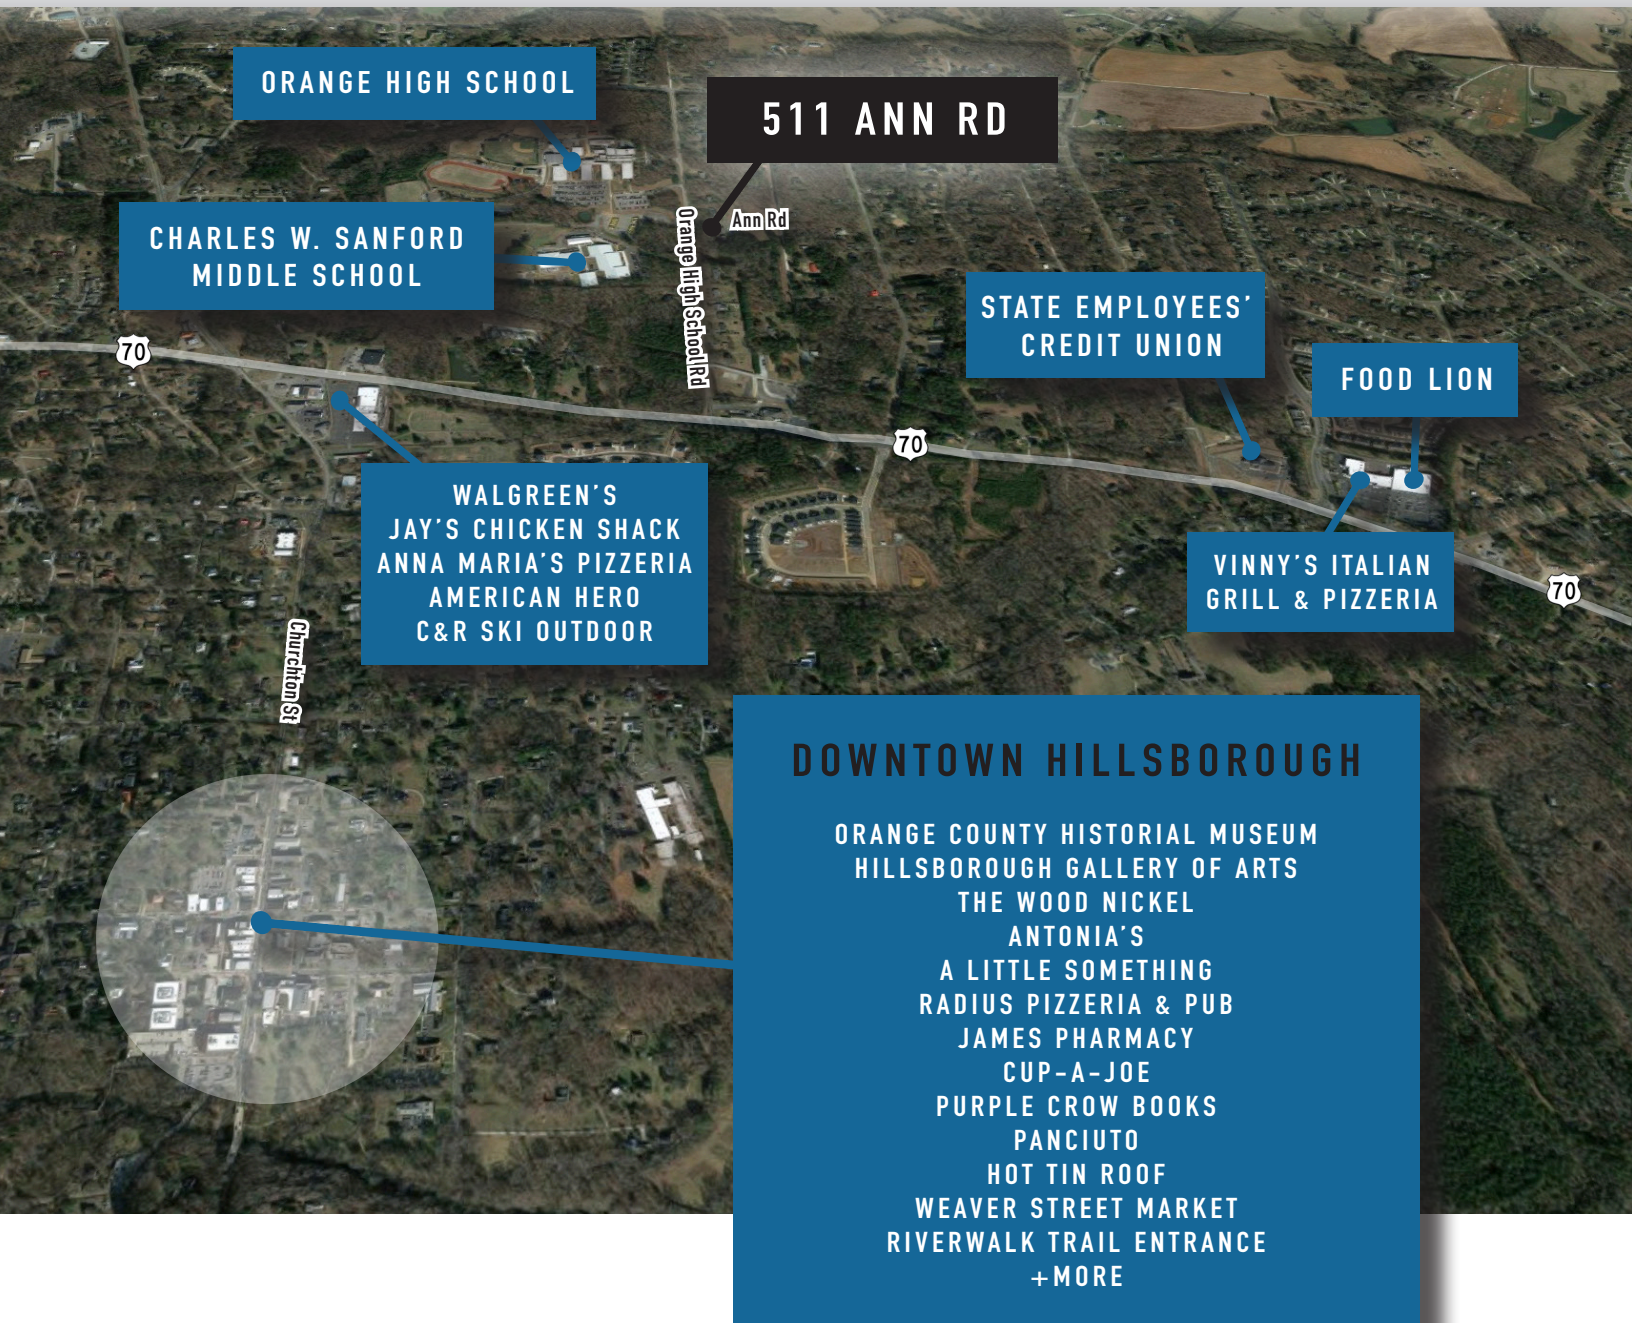 ORANGE HIGH SCHOOL
511 ANN RD
CHARLES W. SANFORD
MIDDLE SCHOOL
Ann Rd
Orange High School Rd
STATE EMPLOYEES'
CREDIT UNION
FOOD LION
70
70
70
WALGREEN'S
JAY'S CHICKEN SHACK
ANNA MARIA'S PIZZERIA
AMERICAN HERO
C&R SKI OUTDOOR
VINNY'S ITALIAN
GRILL & PIZZERIA
Churchton St
DOWNTOWN HILLSBOROUGH
ORANGE COUNTY HISTORIAL MUSEUM
HILLSBOROUGH GALLERY OF ARTS
THE WOOD NICKEL
ANTONIA'S
A LITTLE SOMETHING
RADIUS PIZZERIA & PUB
JAMES PHARMACY
CUP-A-JOE
PURPLE CROW BOOKS
PANCIUTO
HOT TIN ROOF
WEAVER STREET MARKET
RIVERWALK TRAIL ENTRANCE
+MORE